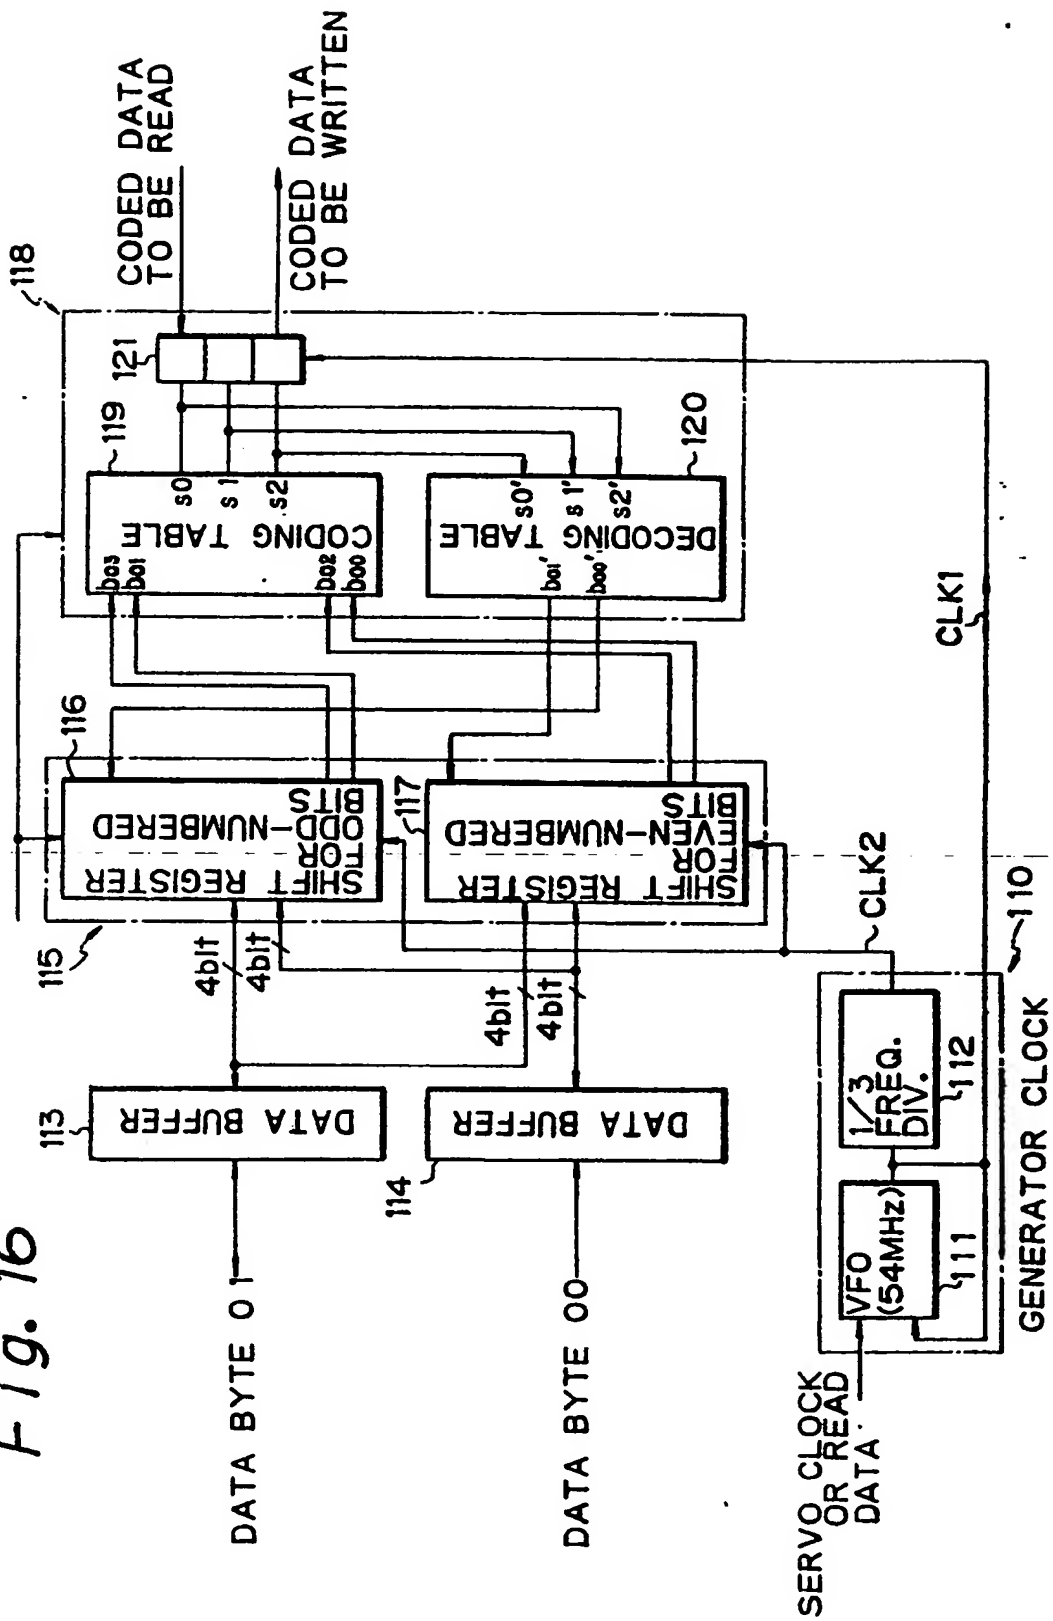 Fig. 16
DATA BYTE 01
113
DATA BUFFER
4bit
4bit
115
116
SHIFT REGISTER
TOR
ODD-NUMBERED
BITS
b03
b01
b02
b00
CODING TABLE
119
s0
s1
s2
118
121
CODED DATA
TO BE READ
CODED DATA
TO BE WRITTEN
DATA BYTE 00
114
DATA BUFFER
4bit
4bit
117
SHIFT REGISTER
TOR
EVEN-NUMBERED
BITS
b01'
b00'
DECODING TABLE
s0'
s1'
s2'
120
SERVO CLOCK
OR READ
DATA
VFO
(54MHz)
111
1/3
FREQ.
DIV.
112
CLK2
CLK1
110
GENERATOR CLOCK